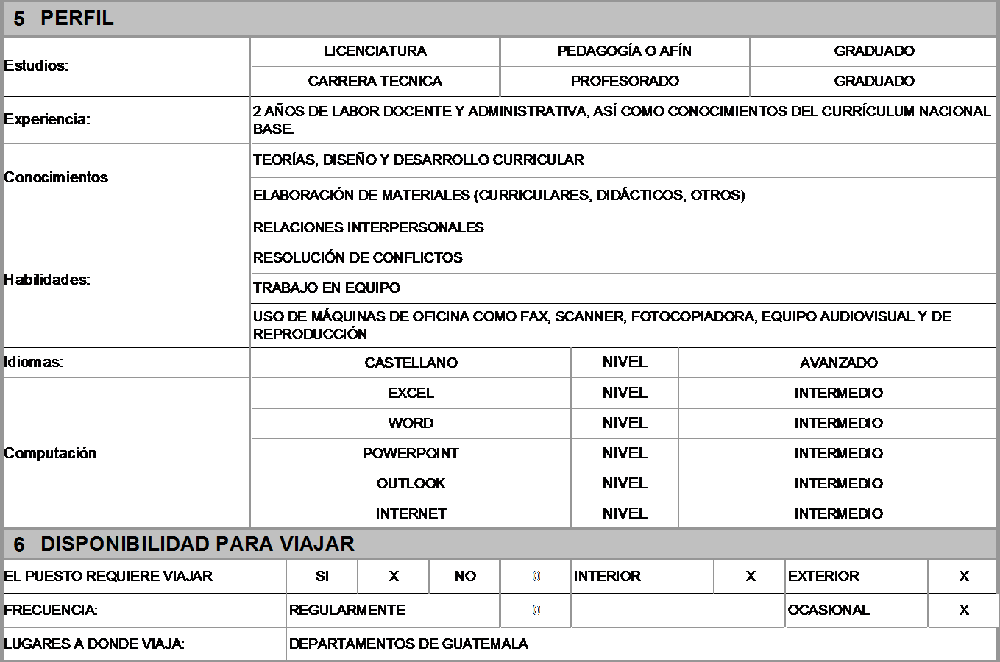 5 PERFIL
Estudios:
LICENCIATURA PEDAGOGÍA O AFÍN GRADUADO
CARRERA TECNICA PROFESORADO GRADUADO
Experiencia:
2 AÑOS DE LABOR DOCENTE Y ADMINISTRATIVA, ASÍ COMO CONOCIMIENTOS DEL CURRÍCULUM NACIONAL
BASE.
Conocimientos
TEORÍAS, DISEÑO Y DESARROLLO CURRICULAR
ELABORACIÓN DE MATERIALES (CURRICULARES, DIDÁCTICOS, OTROS)
Habilidades:
RELACIONES INTERPERSONALES
RESOLUCIÓN DE CONFLICTOS
TRABAJO EN EQUIPO
USO DE MÁQUINAS DE OFICINA COMO FAX, SCANNER, FOTOCOPIADORA, EQUIPO AUDIOVISUAL Y DE
REPRODUCCIÓN
Idiomas: CASTELLANO NIVEL AVANZADO
Computación
EXCEL NIVEL INTERMEDIO
WORD NIVEL INTERMEDIO
POWERPOINT NIVEL INTERMEDIO
OUTLOOK NIVEL INTERMEDIO
INTERNET NIVEL INTERMEDIO
6 DISPONIBILIDAD PARA VIAJAR
EL PUESTO REQUIERE VIAJAR SI X NO 0 INTERIOR X EXTERIOR X
FRECUENCIA: REGULARMENTE 0 OCASIONAL X
LUGARES A DONDE VIAJA: DEPARTAMENTOS DE GUATEMALA